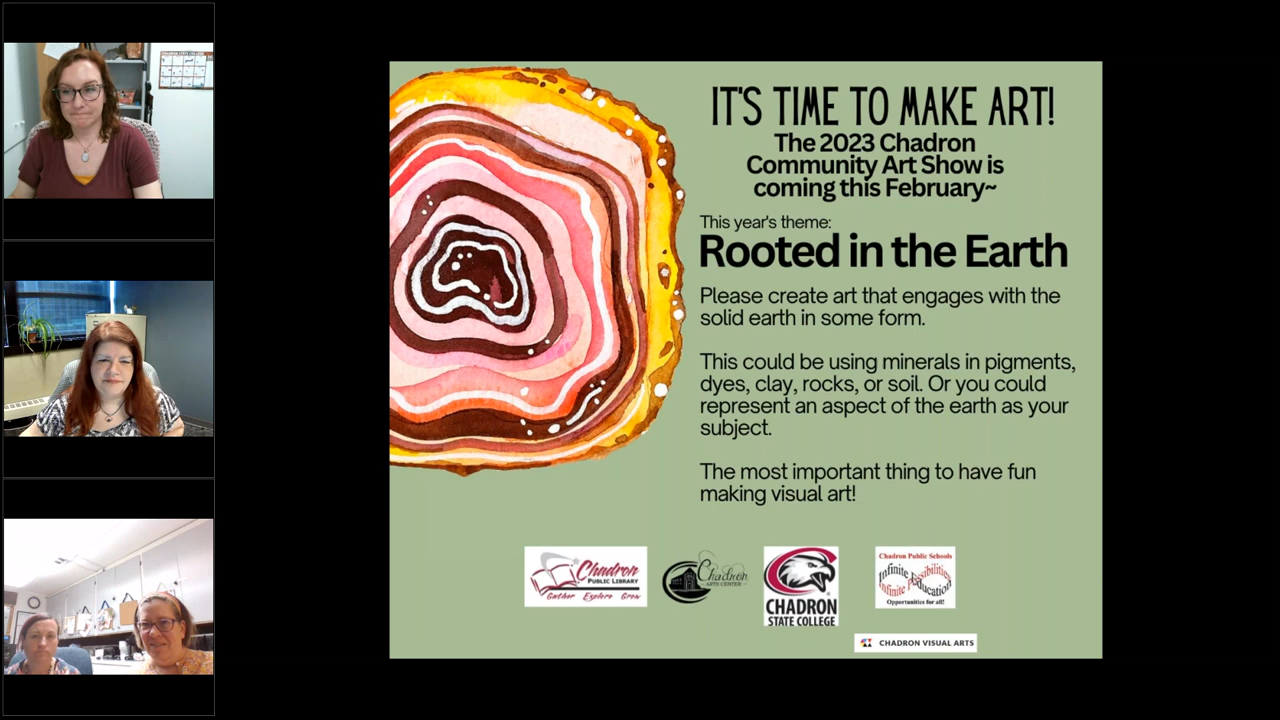 CHADRON STATE COLLEGE
IT'S TIME TO MAKE ART!
The 2023 Chadron
Community Art Show is
coming this February~
This year's theme:
Rooted in the Earth
Please create art that engages with the
solid earth in some form.
This could be using minerals in pigments,
dyes, clay, rocks, or soil. Or you could
represent an aspect of the earth as your
subject.
The most important thing to have fun
making visual art!
Chadron
PUBLIC LIBRARY
Gather Explore Grow
Chadron
ARTS CENTER
CHADRON
STATE COLLEGE
Chadron Public Schools
Infinite Possibilities
Infinite Education
Opportunities for all!
CHADRON VISUAL ARTS